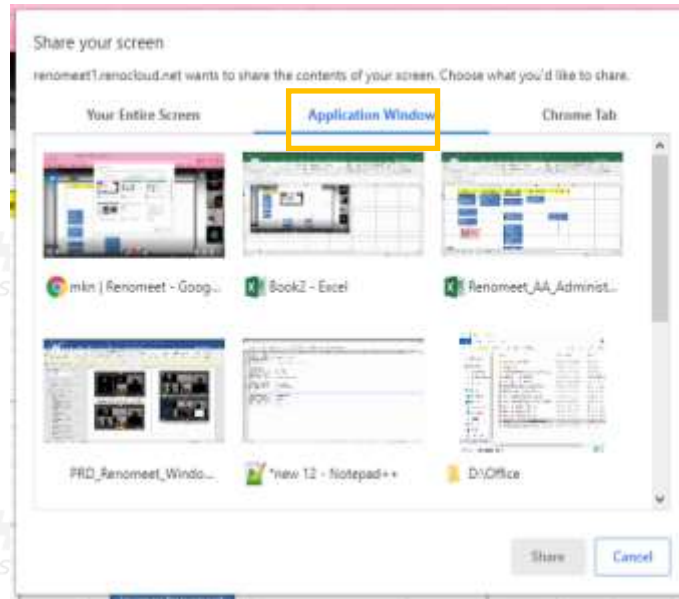 Share your screen
renomeet1.renocloud.net wants to share the contents of your screen. Choose what you'd like to share.
Your Entire Screen
Application Window
Chrome Tab
mkn | Renomeet - Goog...
Book2 - Excel
Renomeet_AA_Administ...
PRD_Renomeet_Windo...
*new 12 - Notepad++
D:\Office
Share
Cancel